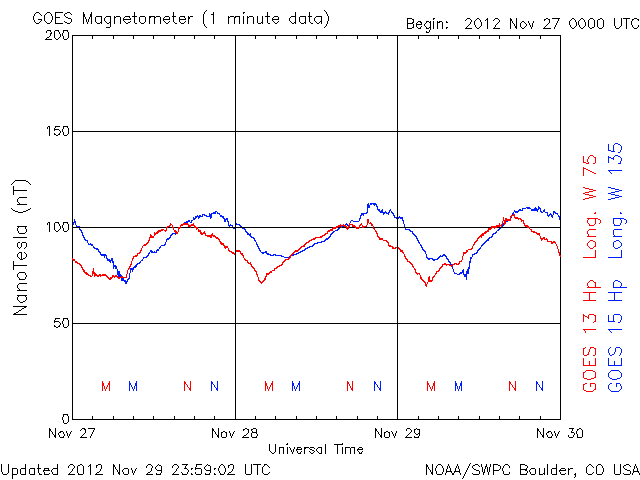 GOES Magnetometer (1 minute data)
Begin: 2012 Nov 27 0000 UTC
200
150
100
50
0
NanoTesla (nT)
M M N N M M N N M M N N
Nov 27 Nov 28 Nov 29 Nov 30
Universal Time
GOES 13 Hp Long. W 75
GOES 15 Hp Long. W 135
Updated 2012 Nov 29 23:59:02 UTC
NOAA/SWPC Boulder, CO USA